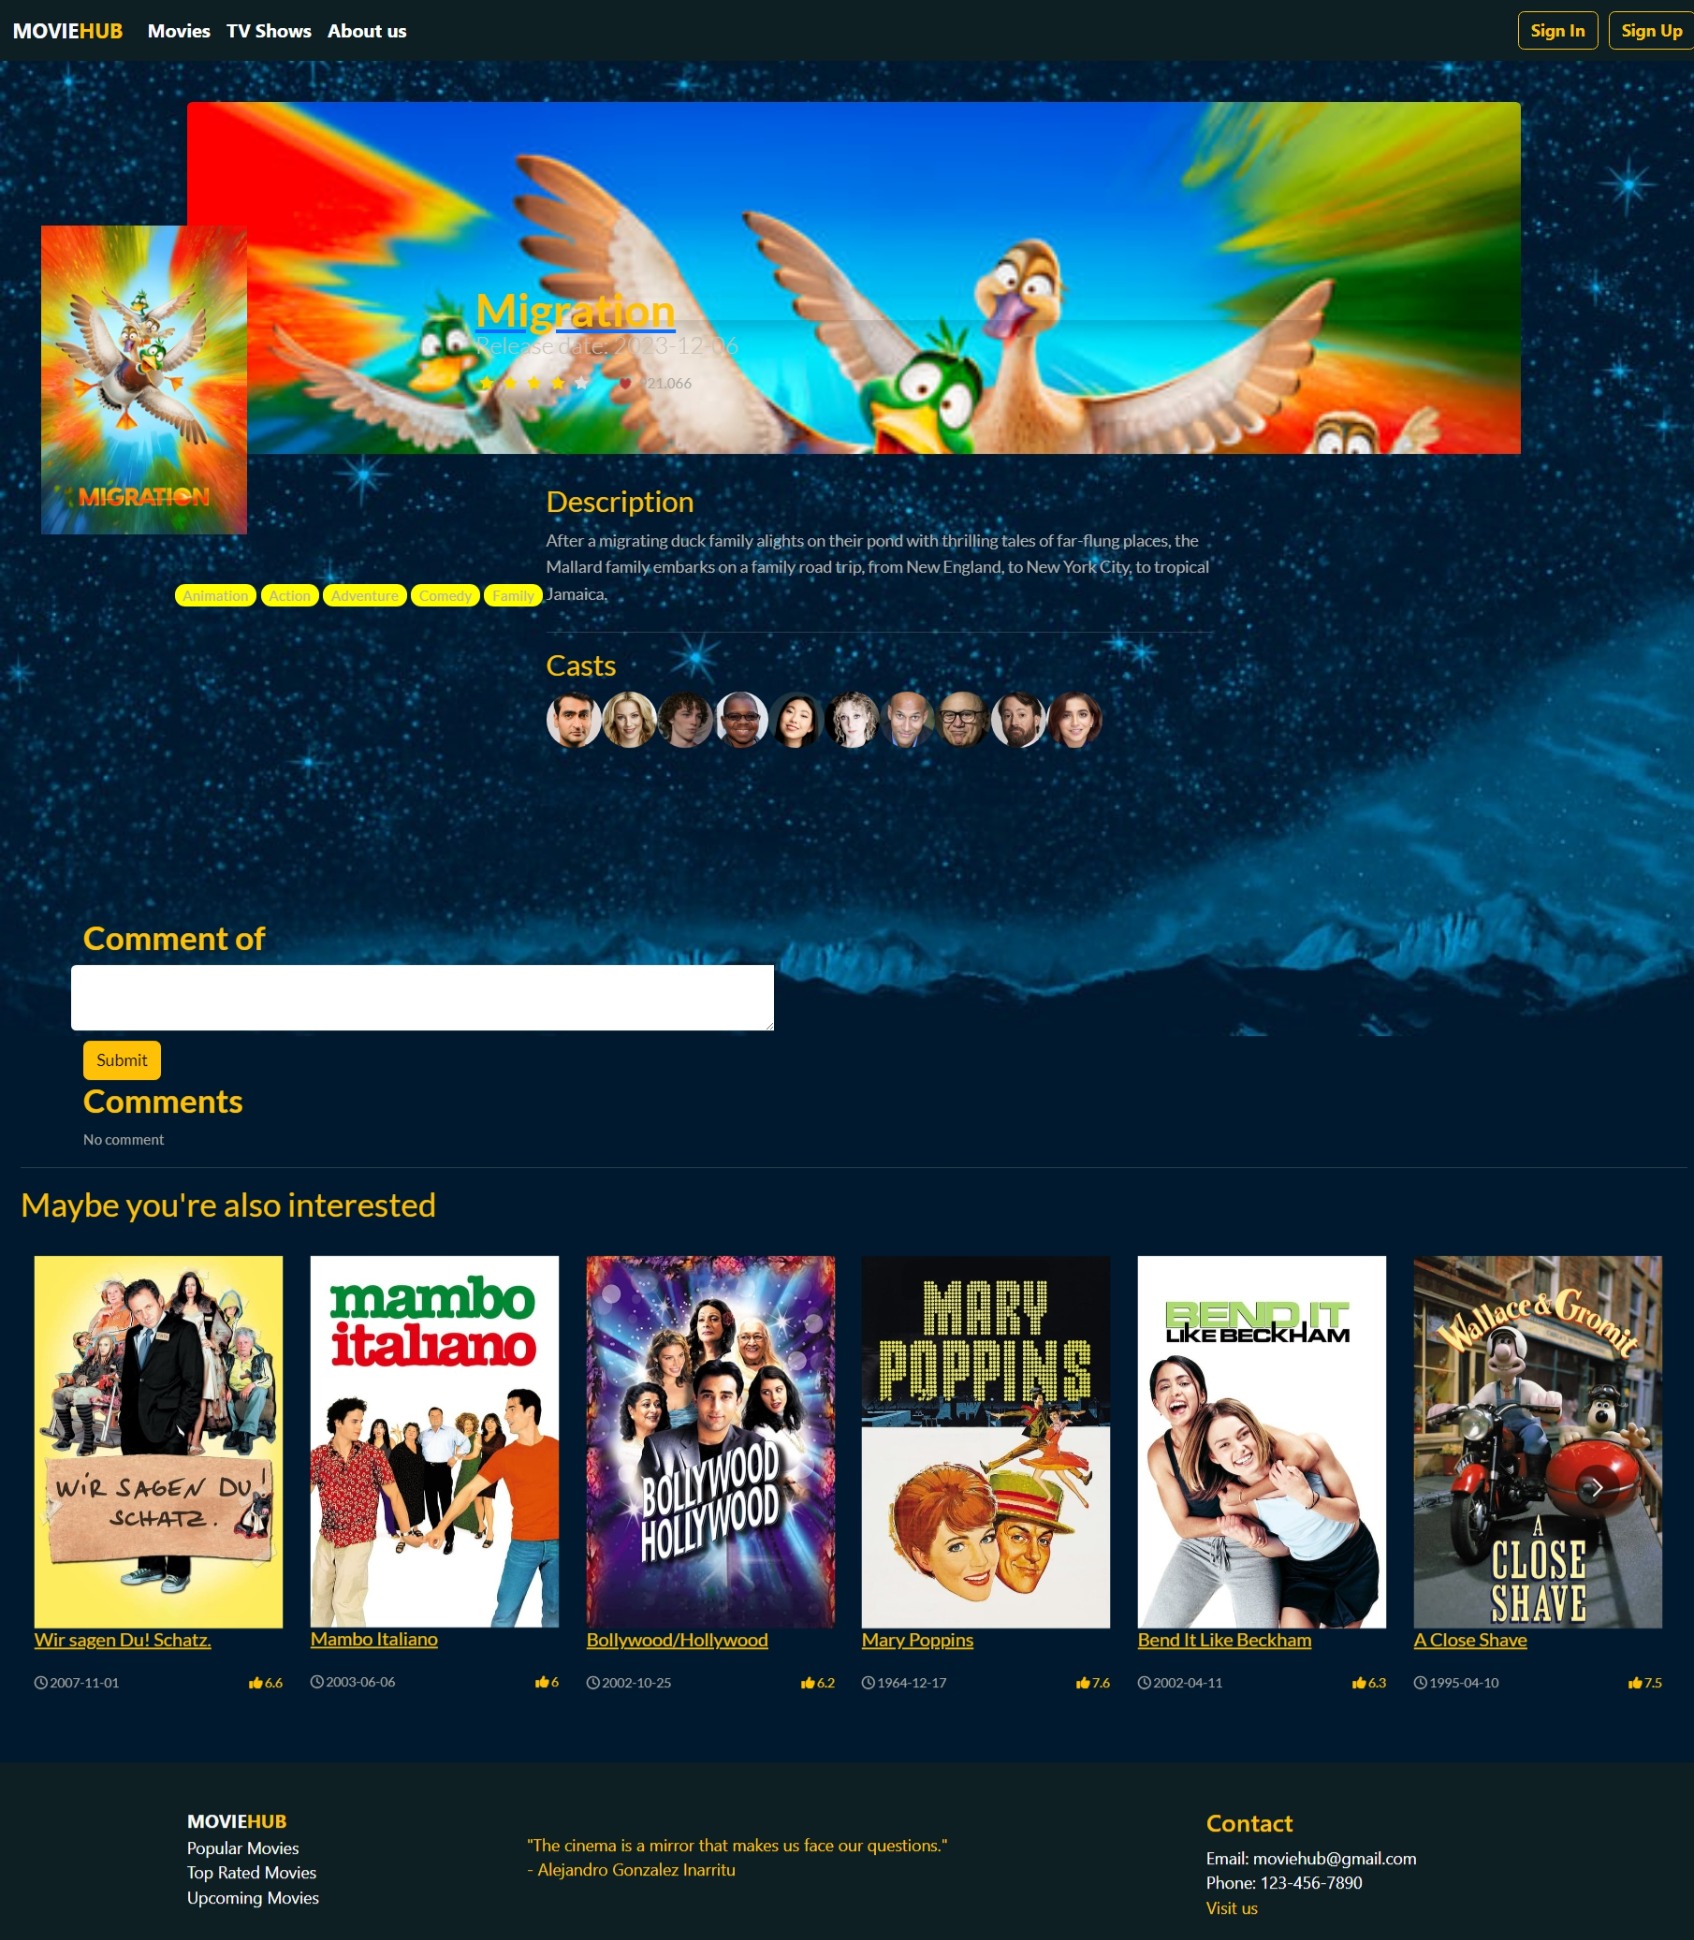 MOVIEHUB Movies TV Shows About us Sign In Sign Up
Migration
Release date: 2023-12-06
921.066
MIGRATION
Description
After a migrating duck family alights on their pond with thrilling tales of far-flung places, the
Mallard family embarks on a family road trip, from New England, to New York City, to tropical
Jamaica.
Animation Action Adventure Comedy Family
Casts
Comment of
Submit
Comments
No comment
Maybe you're also interested
WIR SAGEN DU!
SCHATZ.
mambo
italiano
BOLLYWOOD
HOLLYWOOD
MARY
POPPINS
BEND IT
LIKE BECKHAM
Wallace & Gromit
A
CLOSE
SHAVE
Wir sagen Du! Schatz.
2007-11-01 6.6
Mambo Italiano
2003-06-06 6
Bollywood/Hollywood
2002-10-25 6.2
Mary Poppins
1964-12-17 7.6
Bend It Like Beckham
2002-04-11 6.3
A Close Shave
1995-04-10 7.5
MOVIEHUB
Popular Movies
Top Rated Movies
Upcoming Movies
"The cinema is a mirror that makes us face our questions."
- Alejandro Gonzalez Inarritu
Contact
Email: moviehub@gmail.com
Phone: 123-456-7890
Visit us